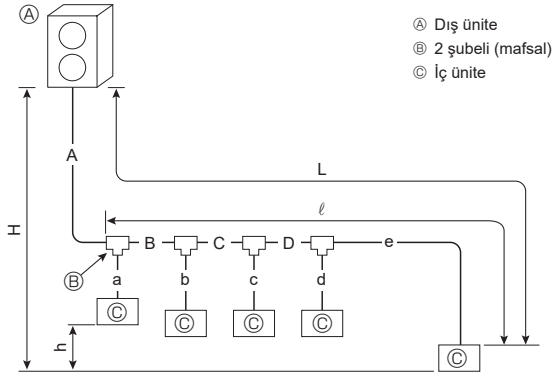 Ⓐ
Ⓐ Dış ünite
Ⓑ 2 şubeli (mafsal)
Ⓒ İç ünite
A
L
H
ℓ
B C D e
Ⓑ
a b c d
Ⓒ
Ⓒ Ⓒ Ⓒ
h
Ⓒ